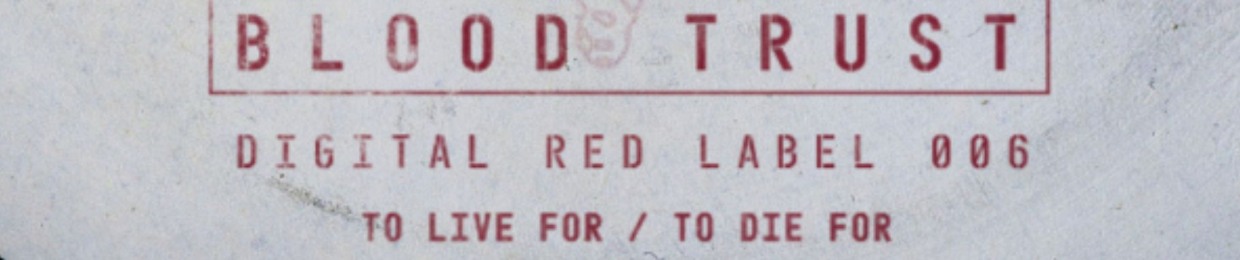 BLOOD TRUST
DIGITAL RED LABEL 006
TO LIVE FOR / TO DIE FOR